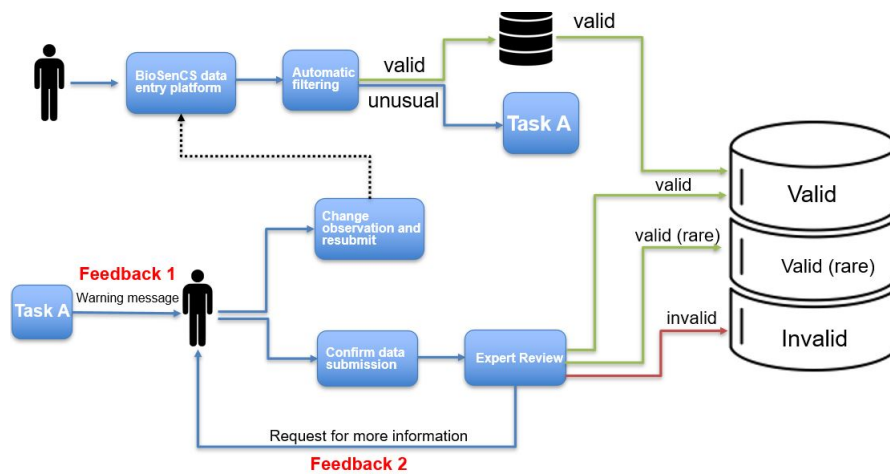 BioSenCS data
entry platform
Automatic
filtering
valid
unusual
valid
Task A
Change
observation and
resubmit
Feedback 1
Warning message
Task A
Confirm data
submission
Expert Review
Request for more information
Feedback 2
valid
valid (rare)
invalid
Valid
Valid (rare)
Invalid